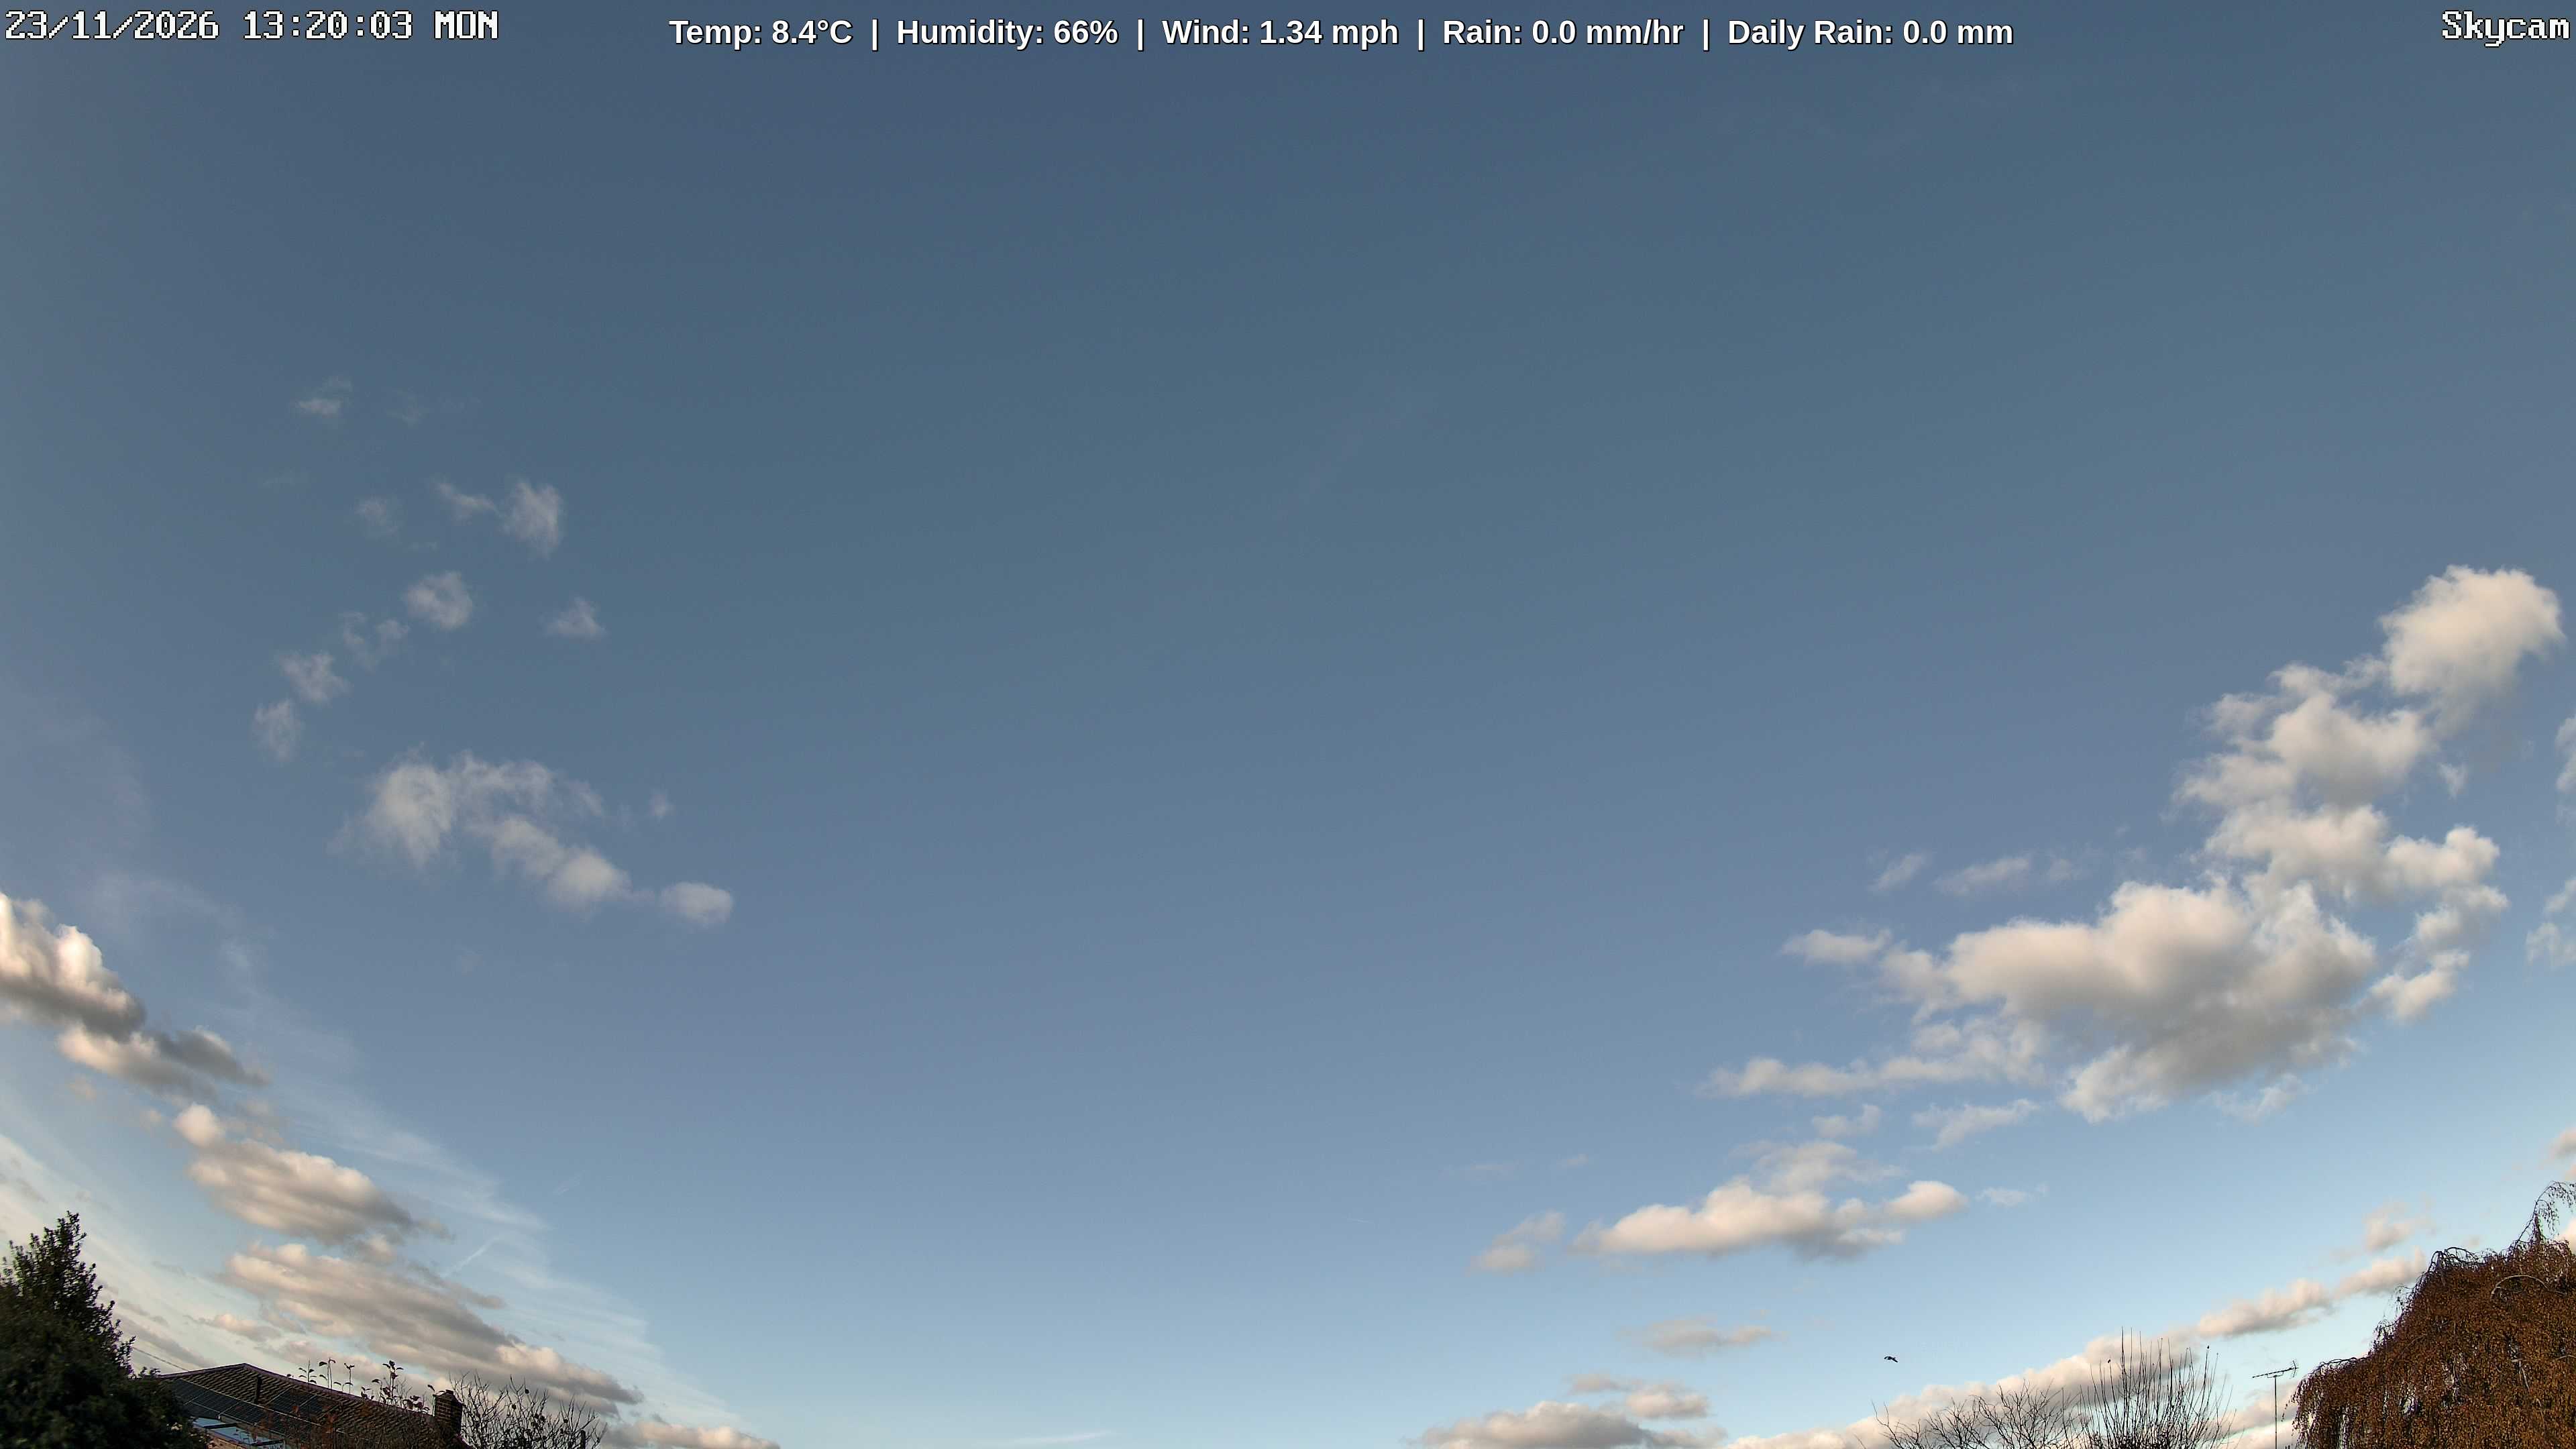 23/11/2026 13:20:03 MON
Temp: 8.4°C | Humidity: 66% | Wind: 1.34 mph | Rain: 0.0 mm/hr | Daily Rain: 0.0 mm
Skycam